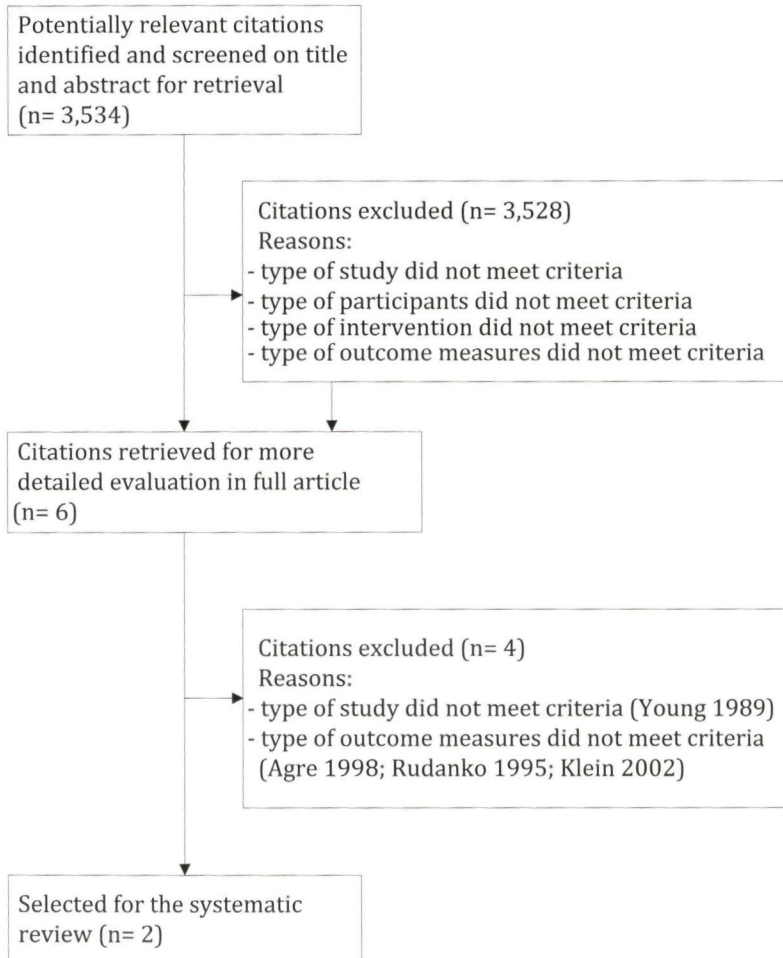 Potentially relevant citations
identified and screened on title
and abstract for retrieval
(n= 3,534)
Citations excluded (n= 3,528)
Reasons:
- type of study did not meet criteria
- type of participants did not meet criteria
- type of intervention did not meet criteria
- type of outcome measures did not meet criteria
Citations retrieved for more
detailed evaluation in full article
(n= 6)
Citations excluded (n= 4)
Reasons:
- type of study did not meet criteria (Young 1989)
- type of outcome measures did not meet criteria
(Agre 1998; Rudanko 1995; Klein 2002)
Selected for the systematic
review (n= 2)